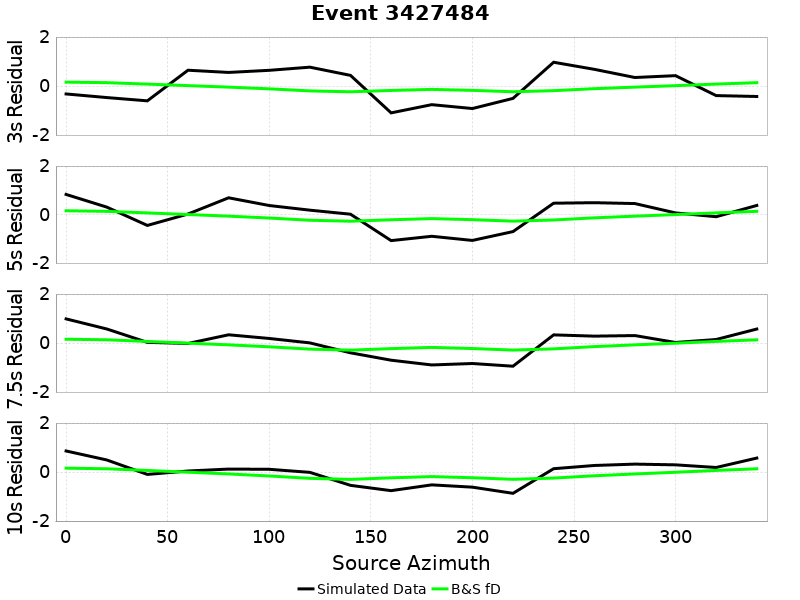 Event 3427484
3s Residual
2
0
-2
5s Residual
2
0
-2
7.5s Residual
2
0
-2
10s Residual
2
0
-2
0 50 100 150 200 250 300
Source Azimuth
Simulated Data B&S fD